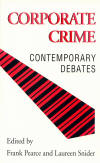 CORPORATE
CRIME
CONTEMPORARY
DEBATES
Edited by
Frank Pearce and Laureen Snider